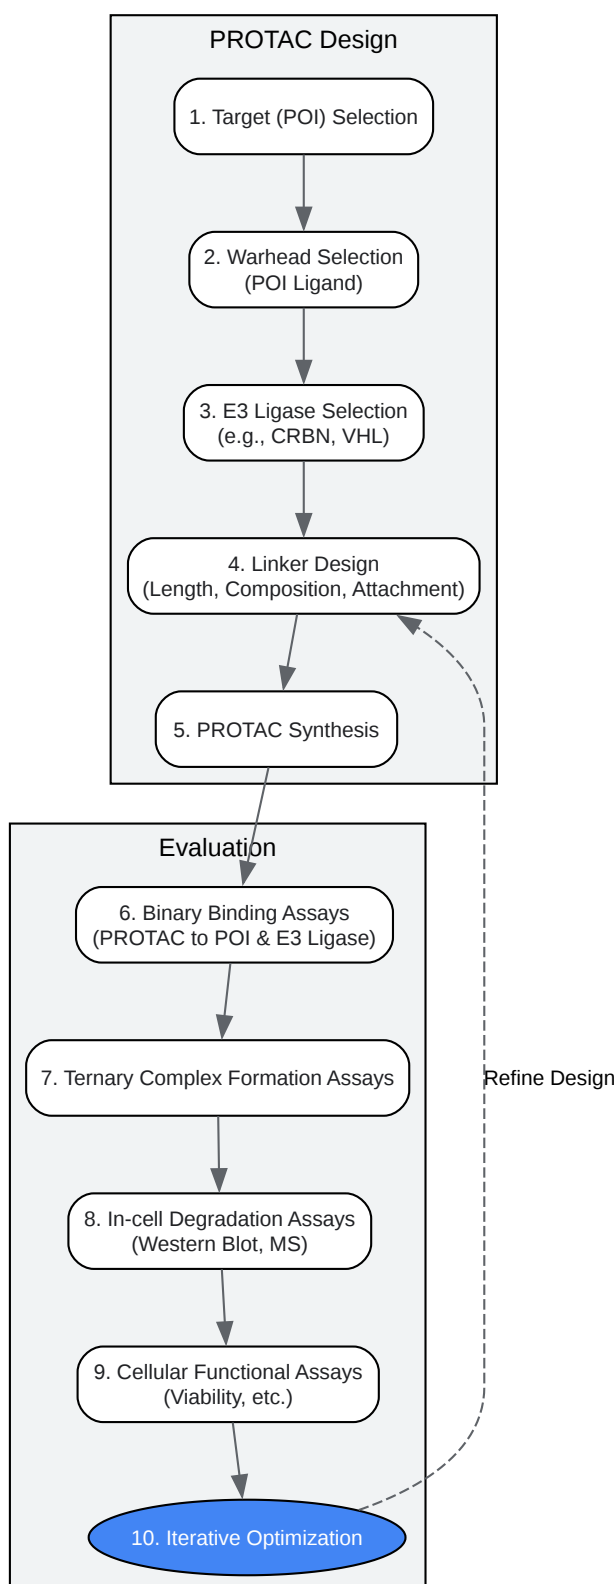 PROTAC Design
1. Target (POI) Selection
2. Warhead Selection
(POI Ligand)
3. E3 Ligase Selection
(e.g., CRBN, VHL)
4. Linker Design
(Length, Composition, Attachment)
5. PROTAC Synthesis
Evaluation
6. Binary Binding Assays
(PROTAC to POI & E3 Ligase)
7. Ternary Complex Formation Assays
Refine Design
8. In-cell Degradation Assays
(Western Blot, MS)
9. Cellular Functional Assays
(Viability, etc.)
10. Iterative Optimization